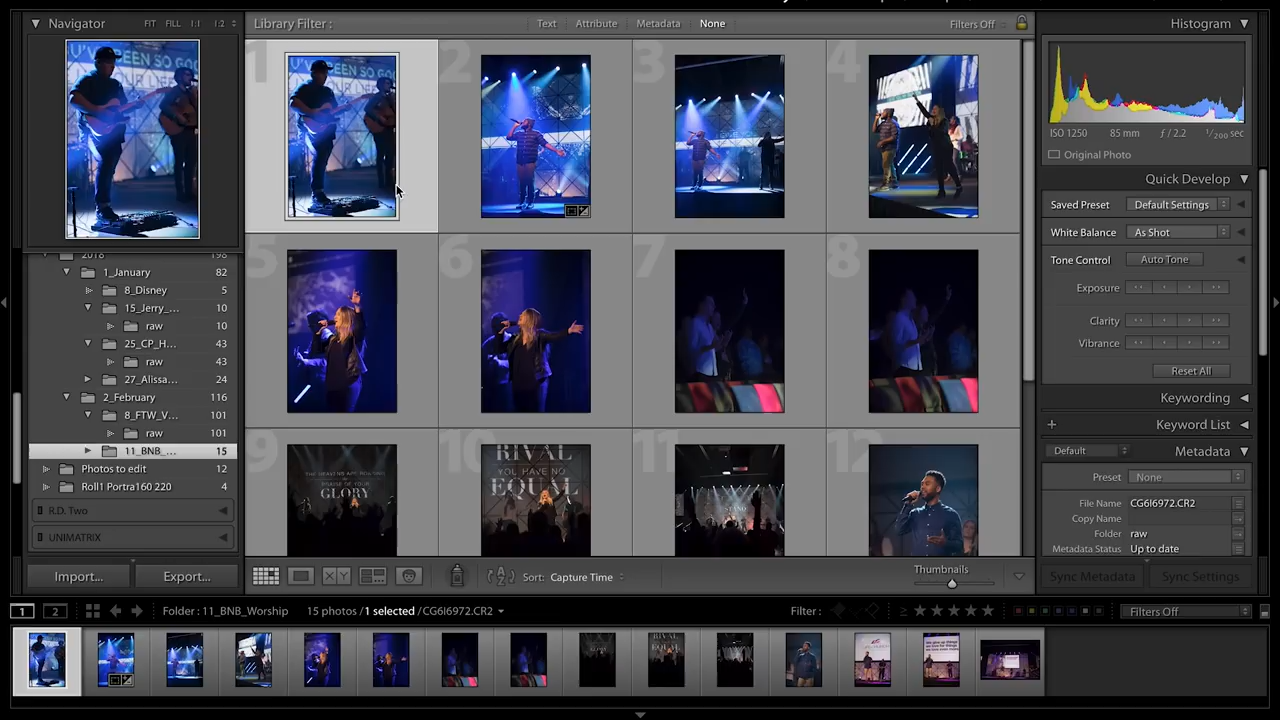 Navigator FIT FILL 1:1 1:2
Library Filter : Text Attribute Metadata None Filters Off
Histogram
U'VE BEEN SO GO
1 2 3 4
ISO 1250 85 mm ƒ / 2.2 1/200 sec
Original Photo
Quick Develop
Saved Preset Default Settings
White Balance As Shot
Tone Control Auto Tone
Exposure
Clarity
Vibrance
Reset All
Keywording
Keyword List
Default Metadata
Preset None
File Name CG6I6972.CR2
Copy Name
Folder raw
Metadata Status Up to date
Sync Metadata Sync Settings
2018 198
1_January 82
8_Disney 5
15_Jerry_... 10
raw 10
25_CP_H... 43
raw 43
27_Alissa... 24
2_February 116
8_FTW_V... 101
raw 101
11_BNB_... 15
Photos to edit 12
Roll1 Portra160 220 4
R.D. Two
UNIMATRIX
Import... Export...
5 6 7 8
9 10 11 12
GLORY
RIVAL
YOU HAVE NO
EQUAL
Sort: Capture Time
Thumbnails
1 2 Folder : 11_BNB_Worship 15 photos / 1 selected / CG6I6972.CR2 Filter : Filters Off